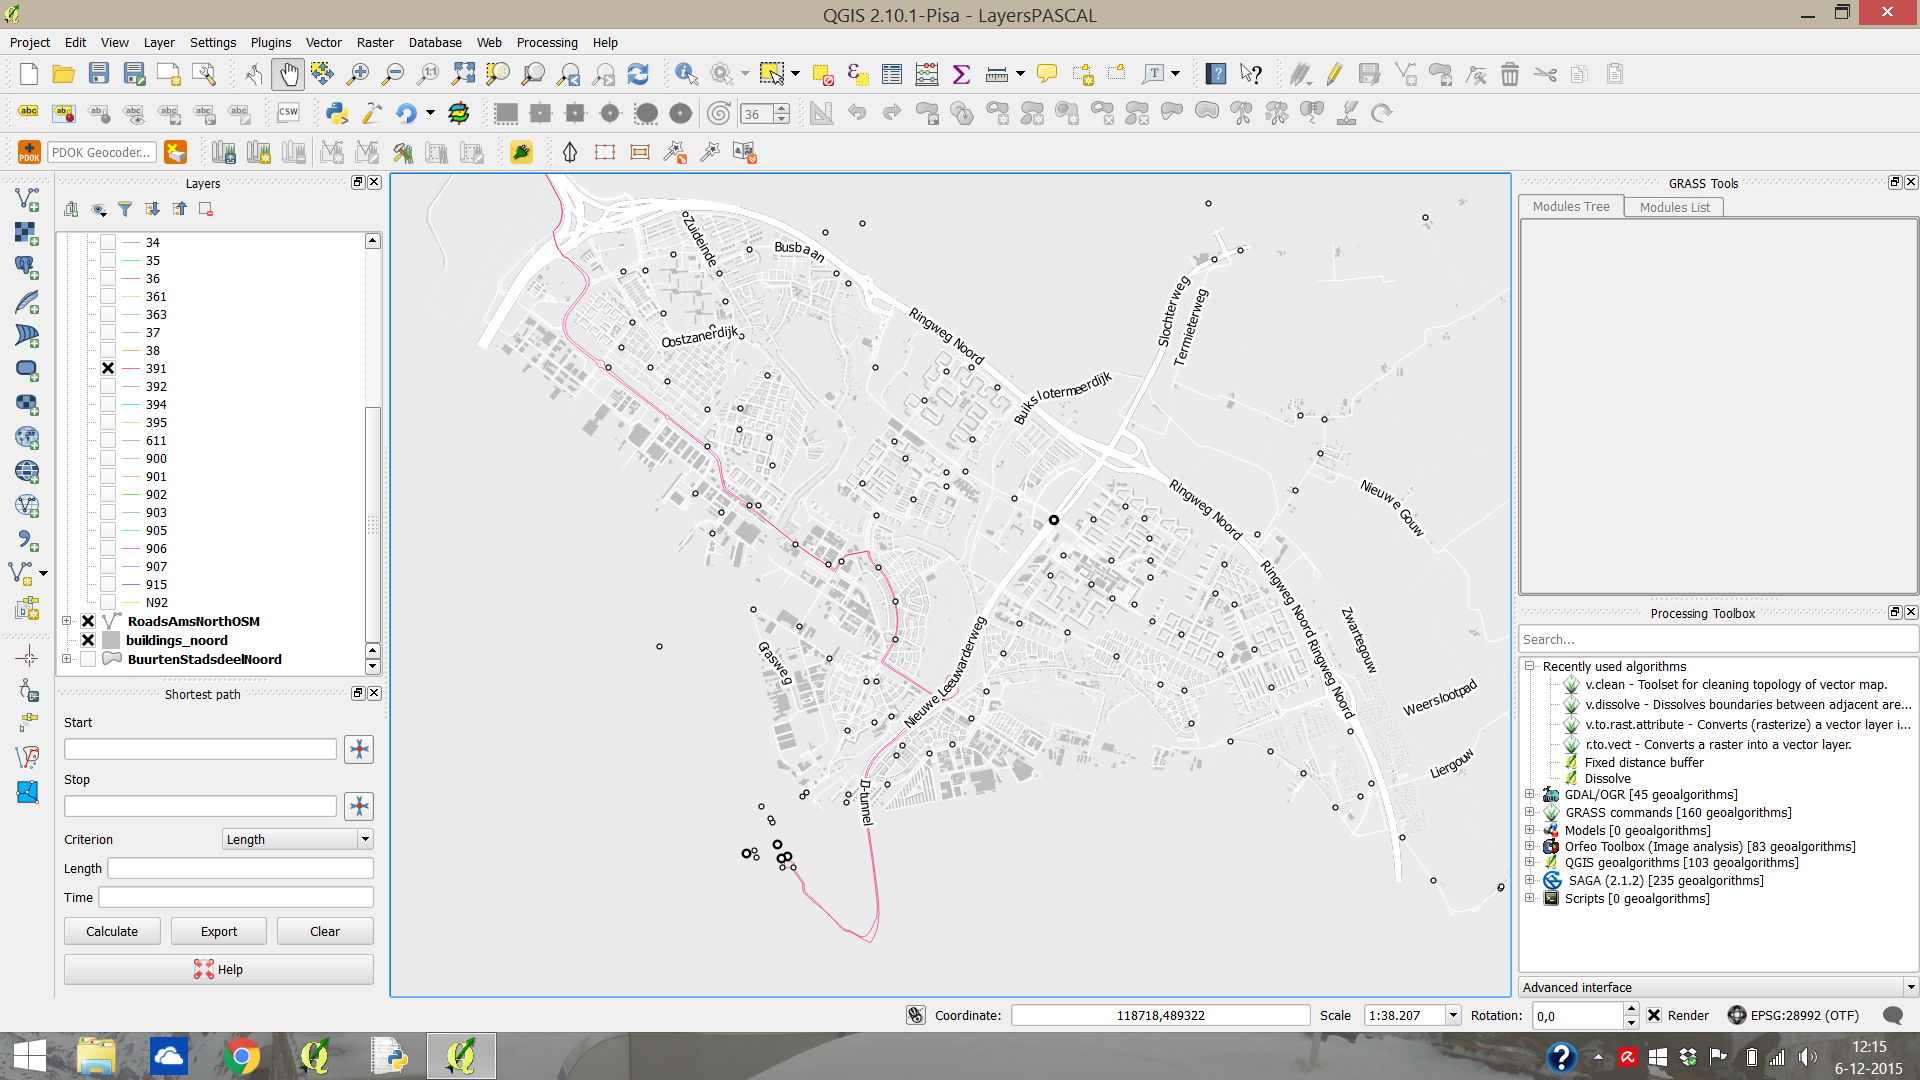 QGIS 2.10.1-Pisa - LayersPASCAL
Project Edit View Layer Settings Plugins Vector Raster Database Web Processing Help
1:1
T
?
abc
abc
CSW
36
PDOK
PDOK Geocoder...
Layers
34
35
36
361
363
37
38
391
392
394
395
611
900
901
902
903
905
906
907
915
N92
RoadsAmsNorthOSM
buildings_noord
BuurtenStadsdeelNoord
Shortest path
Start
Stop
Criterion
Length
Length
Time
Calculate
Export
Clear
Help
Zuideinde
Busbaan
Oostzanerdijk
Ringweg Noord
Slochterweg
Termieterweg
Buikslotermeerdijk
Ringweg Noord
Nieuwe Gouw
Ringweg Noord
Ringweg Noord
Zwartegouw
Grasweg
Nieuwe Leeuwarderweg
Weerslootpad
Liergouw
IJ-tunnel
GRASS Tools
Modules Tree
Modules List
Processing Toolbox
Search...
Recently used algorithms
v.clean - Toolset for cleaning topology of vector map.
v.dissolve - Dissolves boundaries between adjacent are...
v.to.rast.attribute - Converts (rasterize) a vector layer i...
r.to.vect - Converts a raster into a vector layer.
Fixed distance buffer
Dissolve
GDAL/OGR [45 geoalgorithms]
GRASS commands [160 geoalgorithms]
Models [0 geoalgorithms]
Orfeo Toolbox (Image analysis) [83 geoalgorithms]
QGIS geoalgorithms [103 geoalgorithms]
SAGA (2.1.2) [235 geoalgorithms]
Scripts [0 geoalgorithms]
Advanced interface
Coordinate: 118718,489322 Scale 1:38.207 Rotation: 0,0 Render EPSG:28992 (OTF)
12:15
6-12-2015